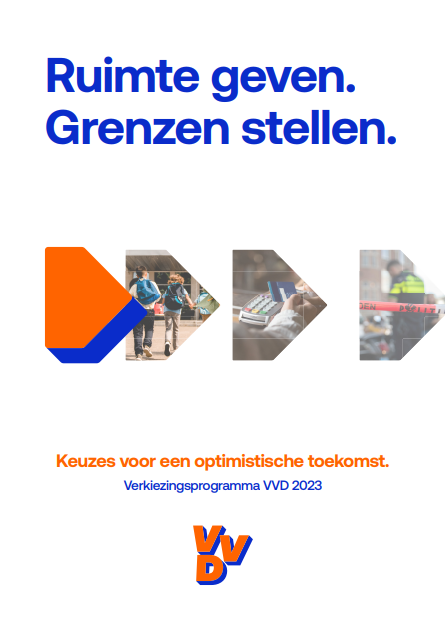 Ruimte geven.
Grenzen stellen.
Keuzes voor een optimistische toekomst.
Verkiezingsprogramma VVD 2023
VVD